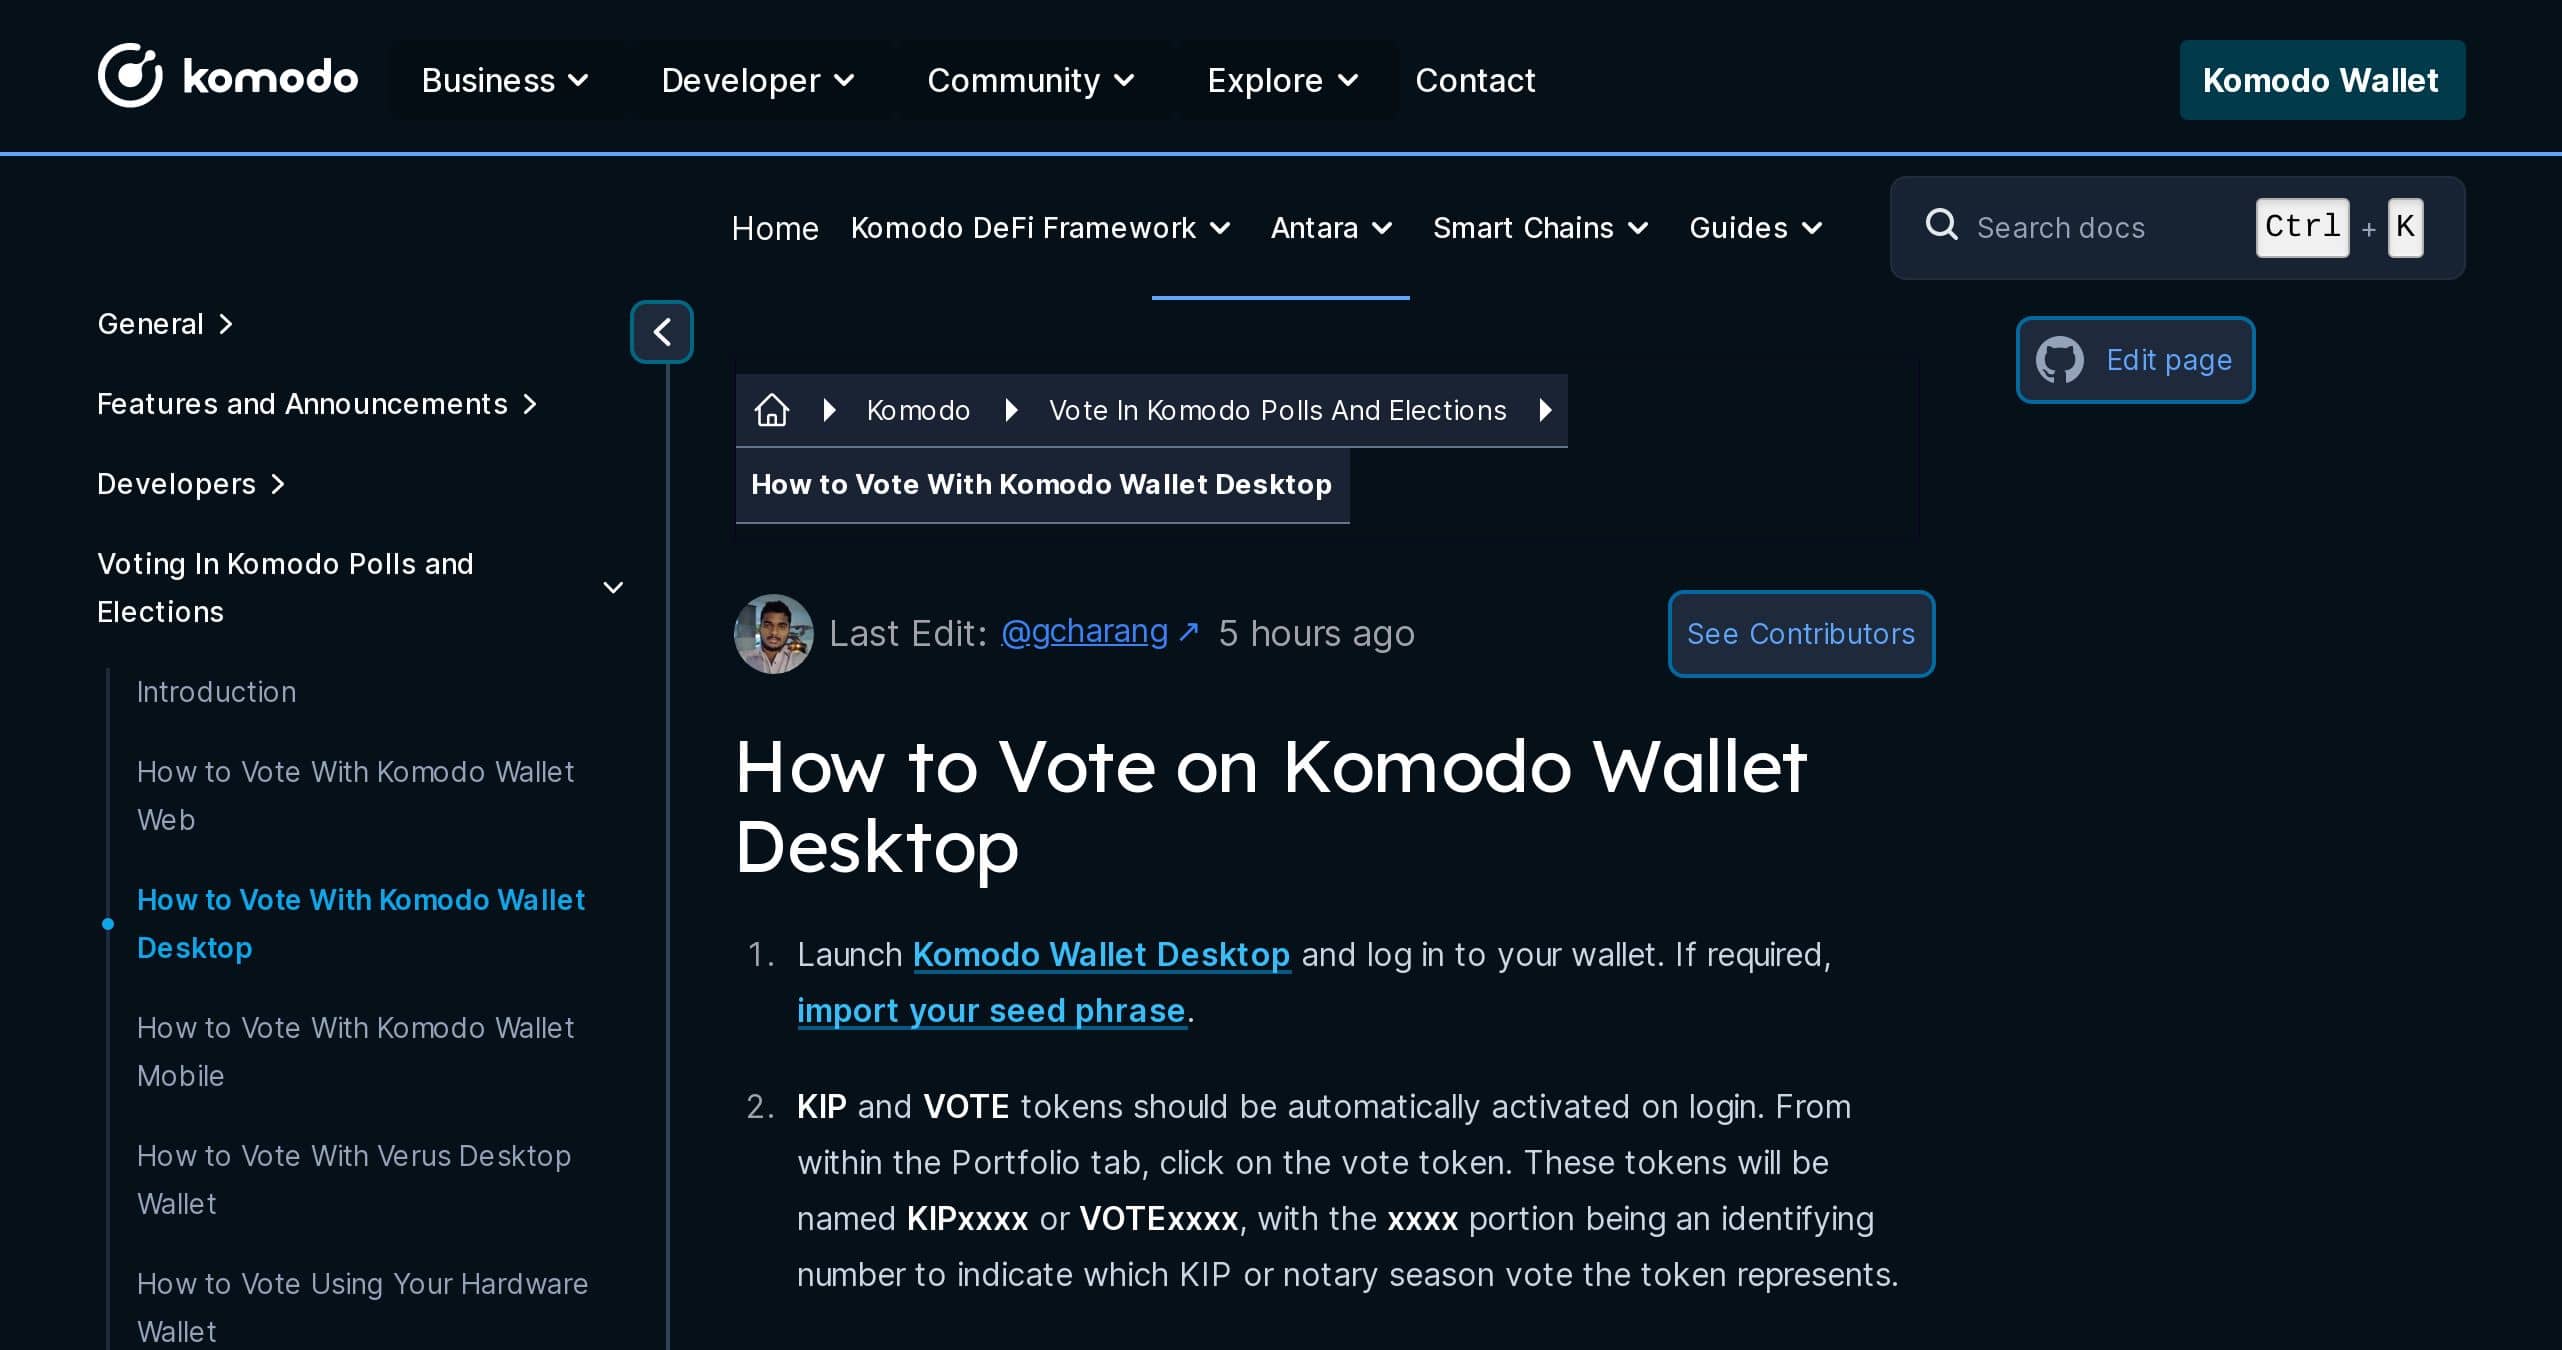 komodo Business Developer Community Explore Contact Komodo Wallet
Home Komodo DeFi Framework Antara Smart Chains Guides Search docs Ctrl + K
General
Features and Announcements
Developers
Voting In Komodo Polls and
Elections
Introduction
How to Vote With Komodo Wallet
Web
How to Vote With Komodo Wallet
Desktop
How to Vote With Komodo Wallet
Mobile
How to Vote With Verus Desktop
Wallet
How to Vote Using Your Hardware
Wallet
Edit page
Komodo Vote In Komodo Polls And Elections
How to Vote With Komodo Wallet Desktop
Last Edit: @gcharang ↗ 5 hours ago See Contributors
How to Vote on Komodo Wallet
Desktop
1. Launch Komodo Wallet Desktop and log in to your wallet. If required,
import your seed phrase.
2. KIP and VOTE tokens should be automatically activated on login. From
within the Portfolio tab, click on the vote token. These tokens will be
named KIPxxxx or VOTExxxx, with the xxxx portion being an identifying
number to indicate which KIP or notary season vote the token represents.